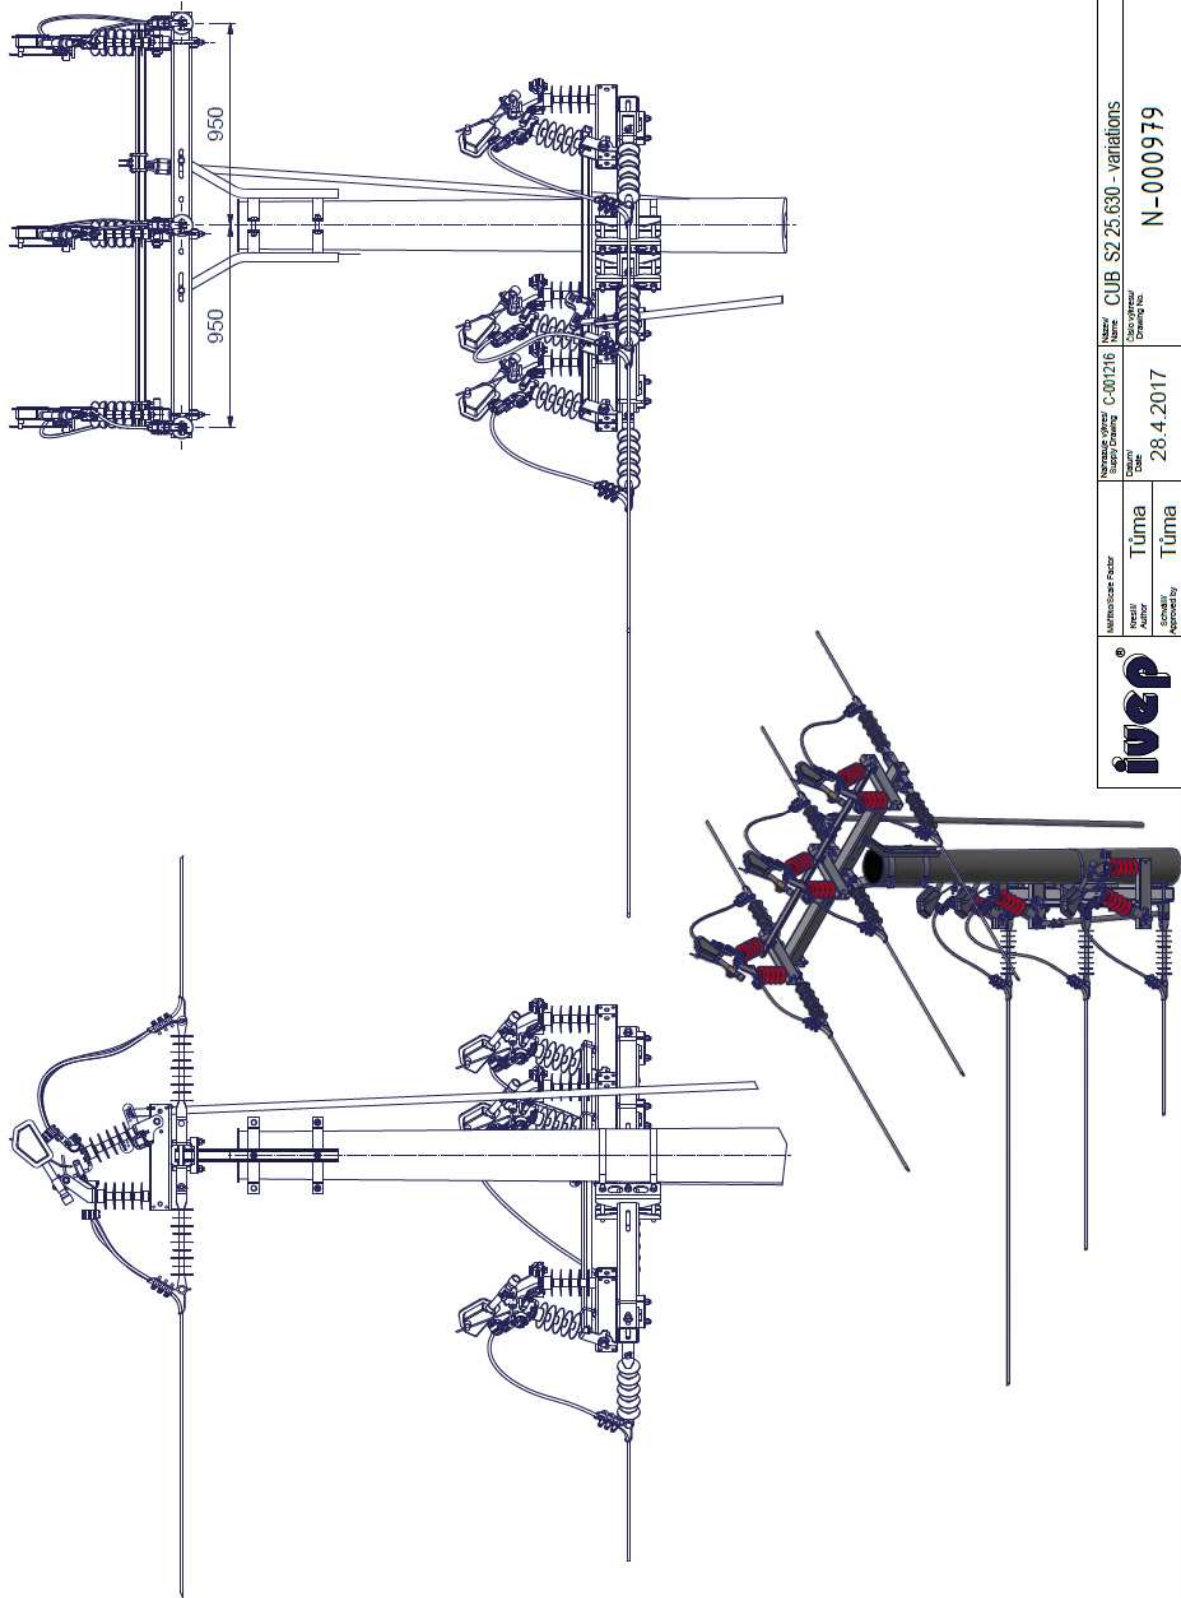 950
950
ivep®
Měřítko/Scale Factor
Kreslil/
Author
Tůma
Schválil/
Approved by
Tůma
Nahrazuje výkres/
Supply Drawing
C-001216
Datum/
Date
28.4.2017
Název/
Name
CUB S2 25.630 - variations
Číslo výkresu/
Drawing No.
N-000979